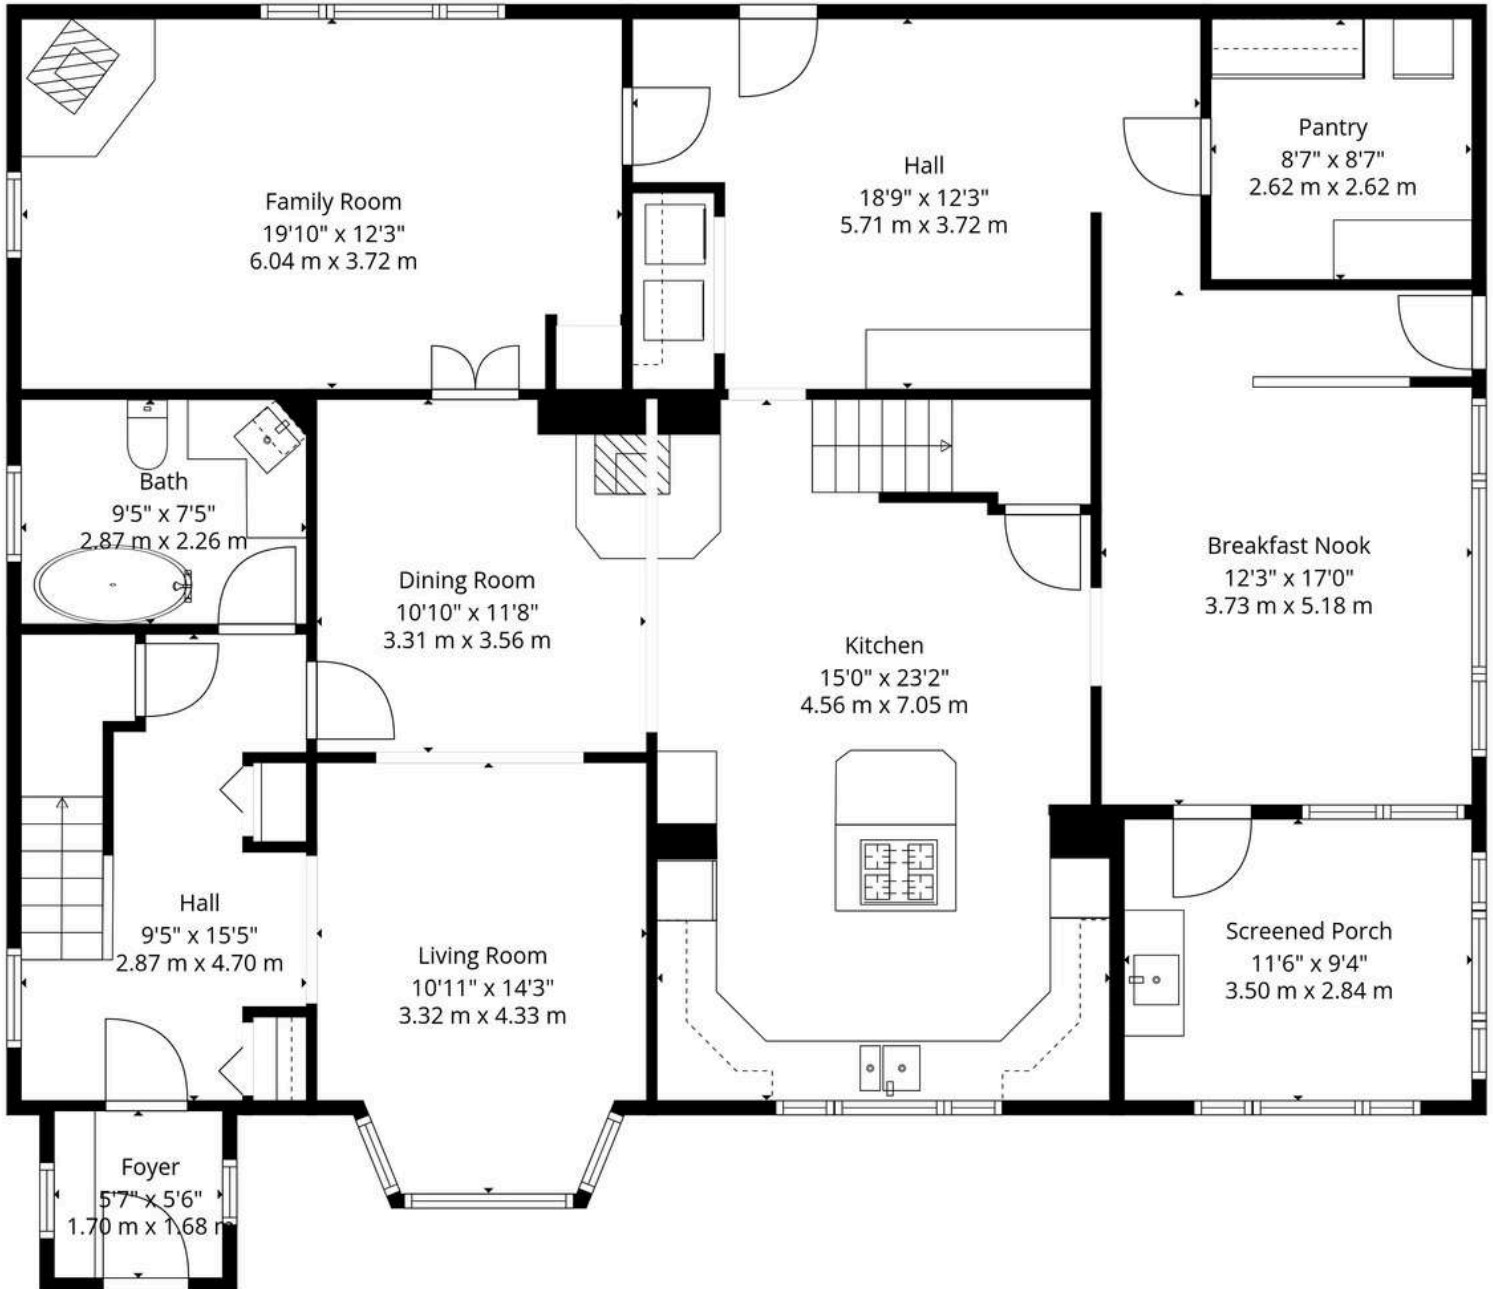 Family Room
19'10" x 12'3"
6.04 m x 3.72 m
Hall
18'9" x 12'3"
5.71 m x 3.72 m
Pantry
8'7" x 8'7"
2.62 m x 2.62 m
Bath
9'5" x 7'5"
2.87 m x 2.26 m
Dining Room
10'10" x 11'8"
3.31 m x 3.56 m
Kitchen
15'0" x 23'2"
4.56 m x 7.05 m
Breakfast Nook
12'3" x 17'0"
3.73 m x 5.18 m
Hall
9'5" x 15'5"
2.87 m x 4.70 m
Living Room
10'11" x 14'3"
3.32 m x 4.33 m
Screened Porch
11'6" x 9'4"
3.50 m x 2.84 m
Foyer
5'7" x 5'6"
1.70 m x 1.68 m